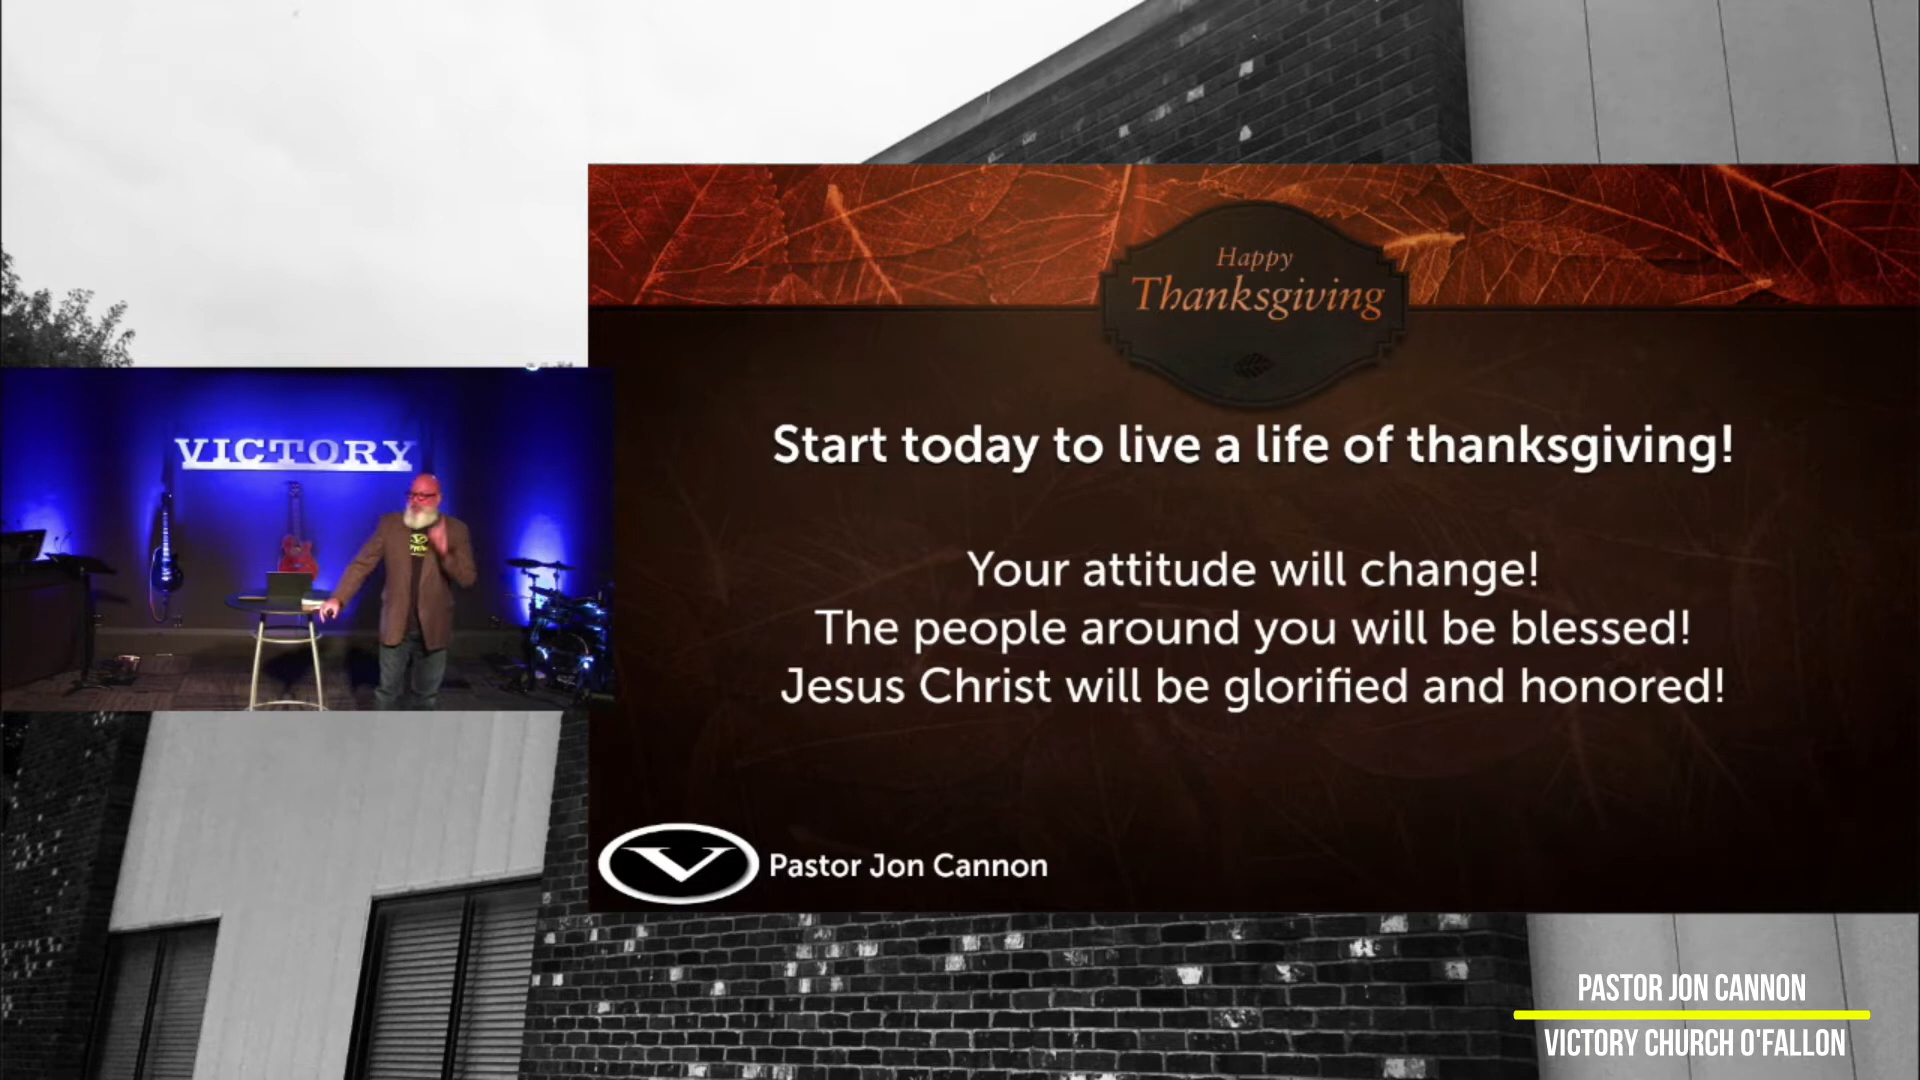 VICTORY
Happy
Thanksgiving
Start today to live a life of thanksgiving!
Your attitude will change!
The people around you will be blessed!
Jesus Christ will be glorified and honored!
V Pastor Jon Cannon
PASTOR JON CANNON
VICTORY CHURCH O'FALLON